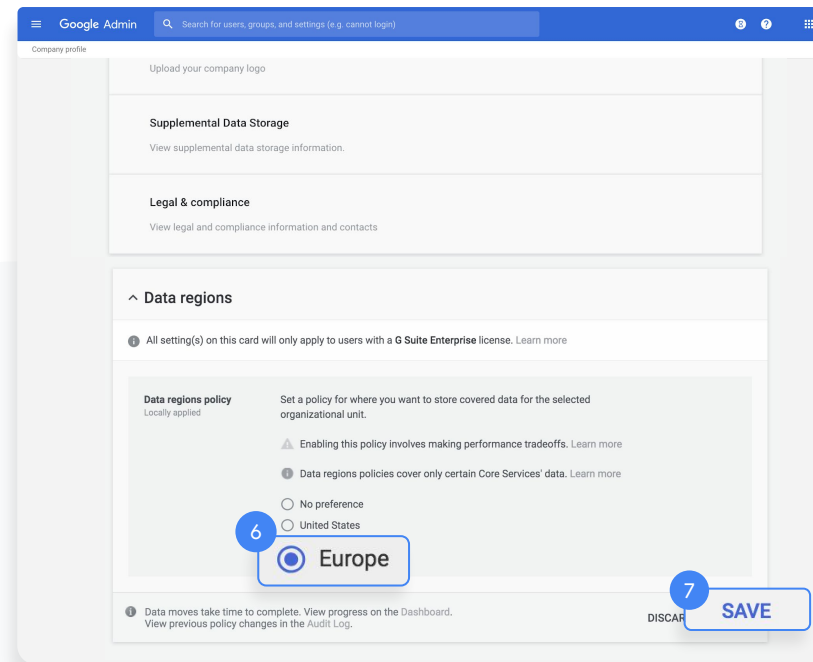 Google Admin
Search for users, groups, and settings (e.g. cannot login)
8
?
Company profile
Upload your company logo
Supplemental Data Storage
View supplemental data storage information.
Legal & compliance
View legal and compliance information and contacts
Data regions
All setting(s) on this card will only apply to users with a G Suite Enterprise license. Learn more
Data regions policy
Locally applied
Set a policy for where you want to store covered data for the selected
organizational unit.
Enabling this policy involves making performance tradeoffs. Learn more
Data regions policies cover only certain Core Services' data. Learn more
No preference
United States
6
Europe
Data moves take time to complete. View progress on the Dashboard.
View previous policy changes in the Audit Log.
DISCAR
7
SAVE